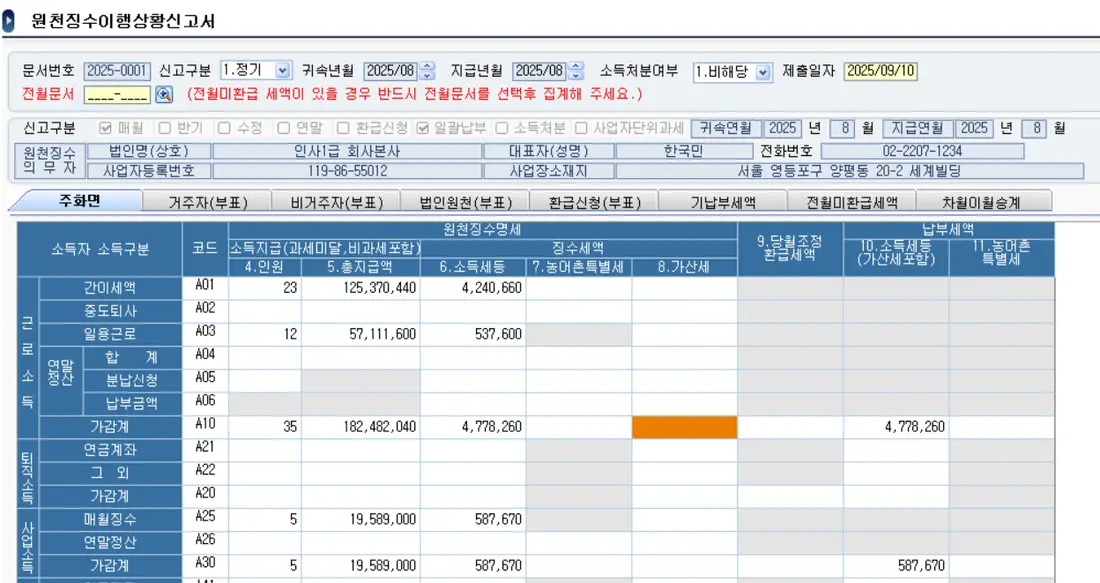 원천징수이행상황신고서
문서번호 2025-0001 신고구분 1.정기 귀속년월 2025/08 지급년월 2025/08 소득처분여부 1.비해당 제출일자 2025/09/10
전월문서 ____-____ (전월미환급 세액이 있을 경우 반드시 전월문서를 선택후 집계해 주세요.)
신고구분 매월 반기 수정 연말 환급신청 일괄납부 소득처분 사업자단위과세 귀속연월 2025 년 8 월 지급연월 2025 년 8 월
원천징수 의 무 자 법인명(상호) 인사1급 회사본사 대표자(성명) 한국민 전화번호 02-2207-1234
사업자등록번호 119-86-55012 사업장소재지 서울 영등포구 양평동 20-2 세계빌딩
주화면 거주자(부표) 비거주자(부표) 법인원천(부표) 환급신청(부표) 기납부세액 전월미환급세액 차월이월승계
소득자 소득구분 코드 원천징수명세 9.당월조정 환급세액 납부세액
소득지급(과세미달,비과세포함) 징수세액 10.소득세등 (가산세포함) 11.농어촌 특별세
4.인원 5.총지급액 6.소득세등 7.농어촌특별세 8.가산세
근로소득
간이세액 A01 23 125,370,440 4,240,660
중도퇴사 A02
일용근로 A03 12 57,111,600 537,600
연말정산 합 계 A04
분납신청 A05
납부금액 A06
가감계 A10 35 182,482,040 4,778,260 4,778,260
퇴직소득
연금계좌 A21
그 외 A22
가감계 A20
사업소득
매월징수 A25 5 19,589,000 587,670
연말정산 A26
가감계 A30 5 19,589,000 587,670 587,670